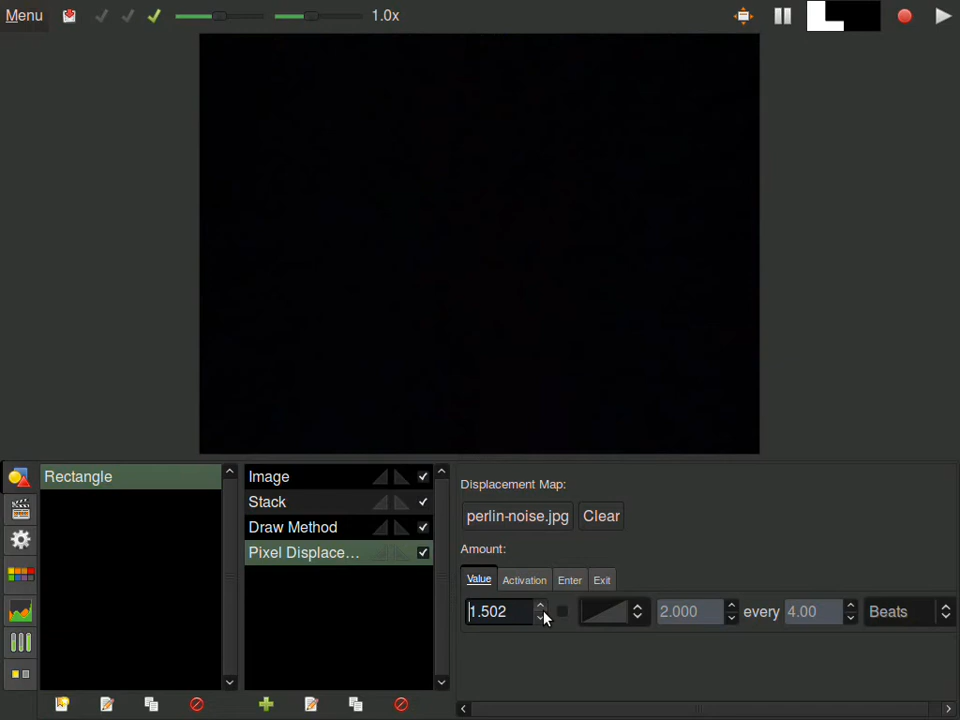 Menu 1.0x
Rectangle
Image
Stack
Draw Method
Pixel Displace...
Displacement Map:
perlin-noise.jpg Clear
Amount:
Value Activation Enter Exit
1.502 2.000 every 4.00 Beats